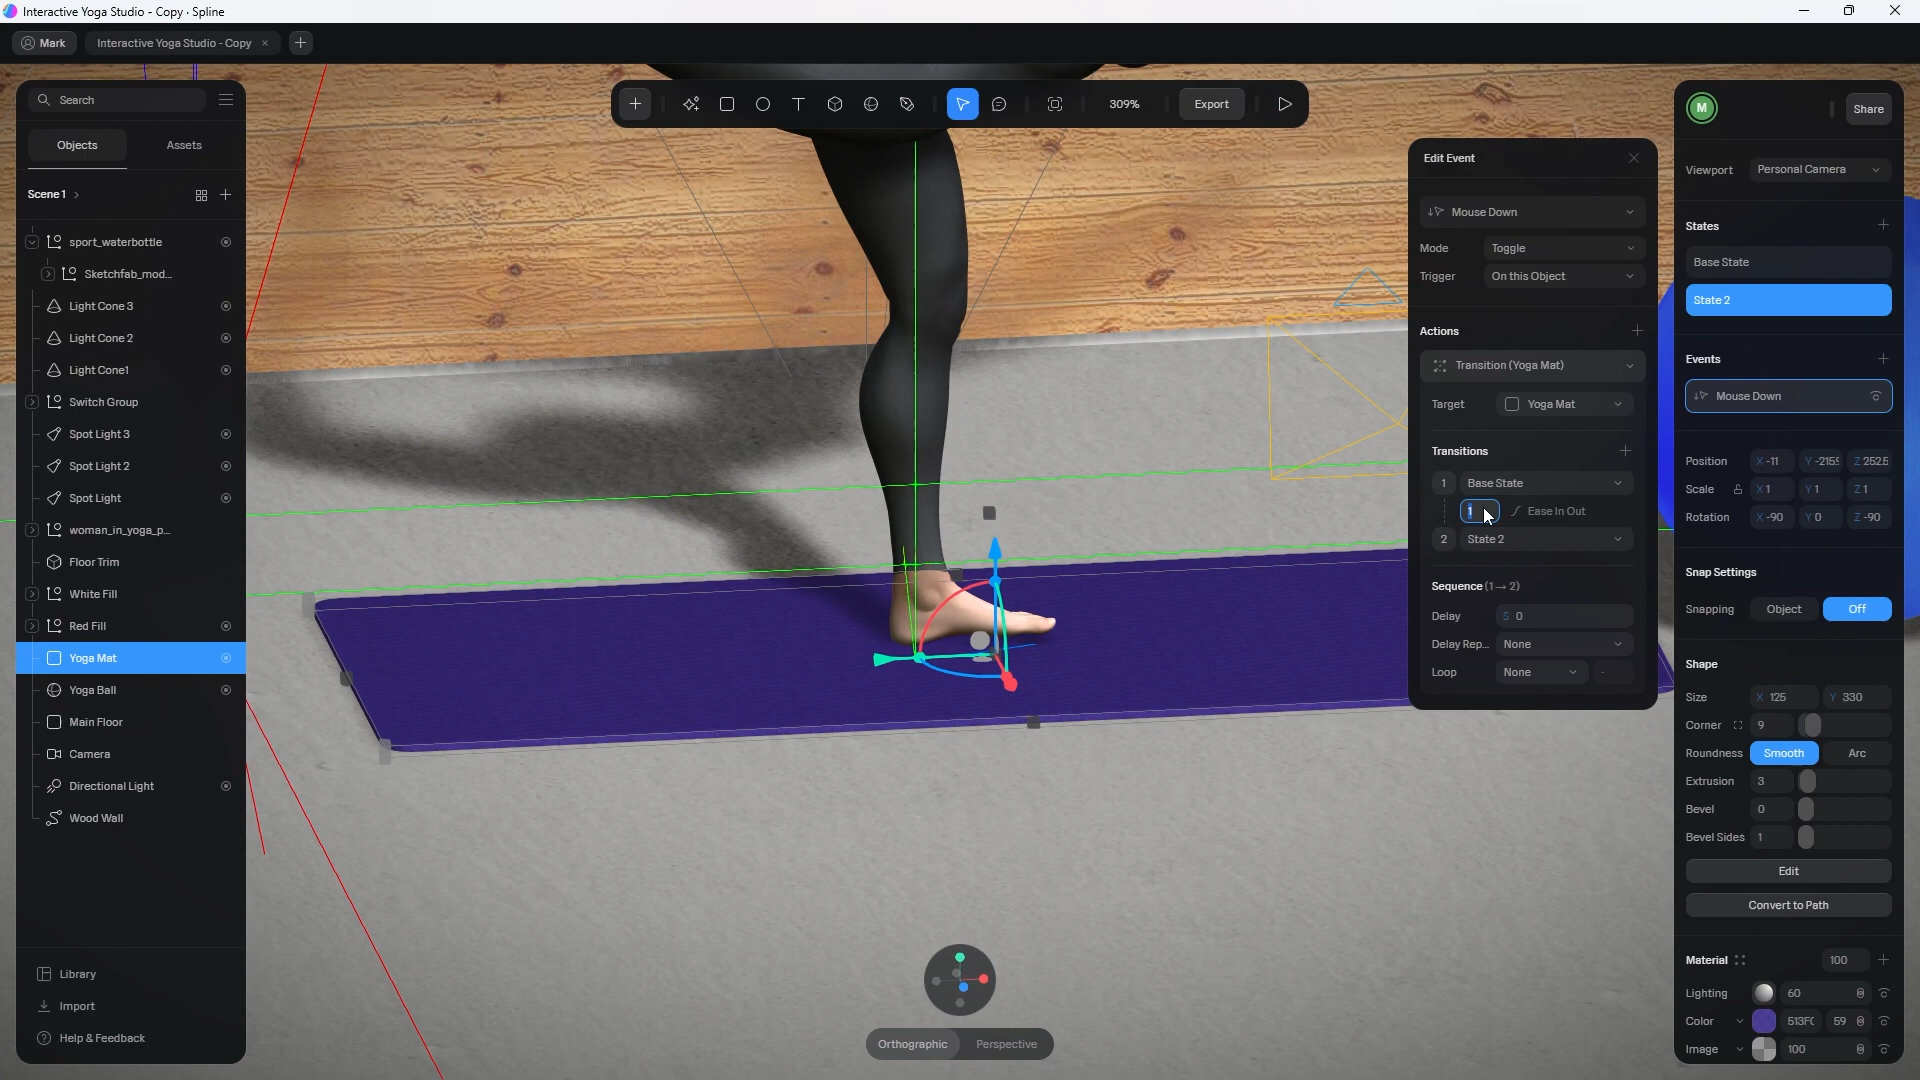 Interactive Yoga Studio - Copy - Spline
Mark
Interactive Yoga Studio - Copy
Search
Objects
Assets
Scene 1
sport_waterbottle
Sketchfab_mod...
Light Cone 3
Light Cone 2
Light Cone1
Switch Group
Spot Light 3
Spot Light 2
Spot Light
woman_in_yoga_p...
Floor Trim
White Fill
Red Fill
Yoga Mat
Yoga Ball
Main Floor
Camera
Directional Light
Wood Wall
Library
Import
Help & Feedback
309%
Export
Orthographic
Perspective
Edit Event
Mouse Down
Mode
Toggle
Trigger
On this Object
Actions
Transition (Yoga Mat)
Target
Yoga Mat
Transitions
1
Base State
1
Ease In Out
2
State 2
Sequence (1 → 2)
Delay
S 0
Delay Rep...
None
Loop
None
-
M
Share
Viewport
Personal Camera
States
Base State
State 2
Events
Mouse Down
Position
X -11
Y -215.9
Z 252.5
Scale
X 1
Y 1
Z 1
Rotation
X -90
Y 0
Z -90
Snap Settings
Snapping
Object
Off
Shape
Size
X 125
Y 330
Corner
9
Roundness
Smooth
Arc
Extrusion
3
Bevel
0
Bevel Sides
1
Edit
Convert to Path
Material
100
Lighting
60
Color
513FC
59
Image
100